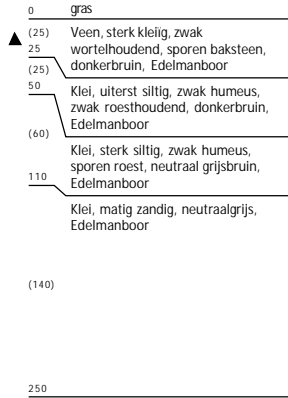 0 gras
(25) Veen, sterk kleiïg, zwak
25 wortelhoudend, sporen baksteen,
donkerbruin, Edelmanboor
(25)
50 Klei, uiterst siltig, zwak humeus,
zwak roesthoudend, donkerbruin,
Edelmanboor
(60)
Klei, sterk siltig, zwak humeus,
sporen roest, neutraal grijsbruin,
110 Edelmanboor
Klei, matig zandig, neutraalgrijs,
Edelmanboor
(140)
250